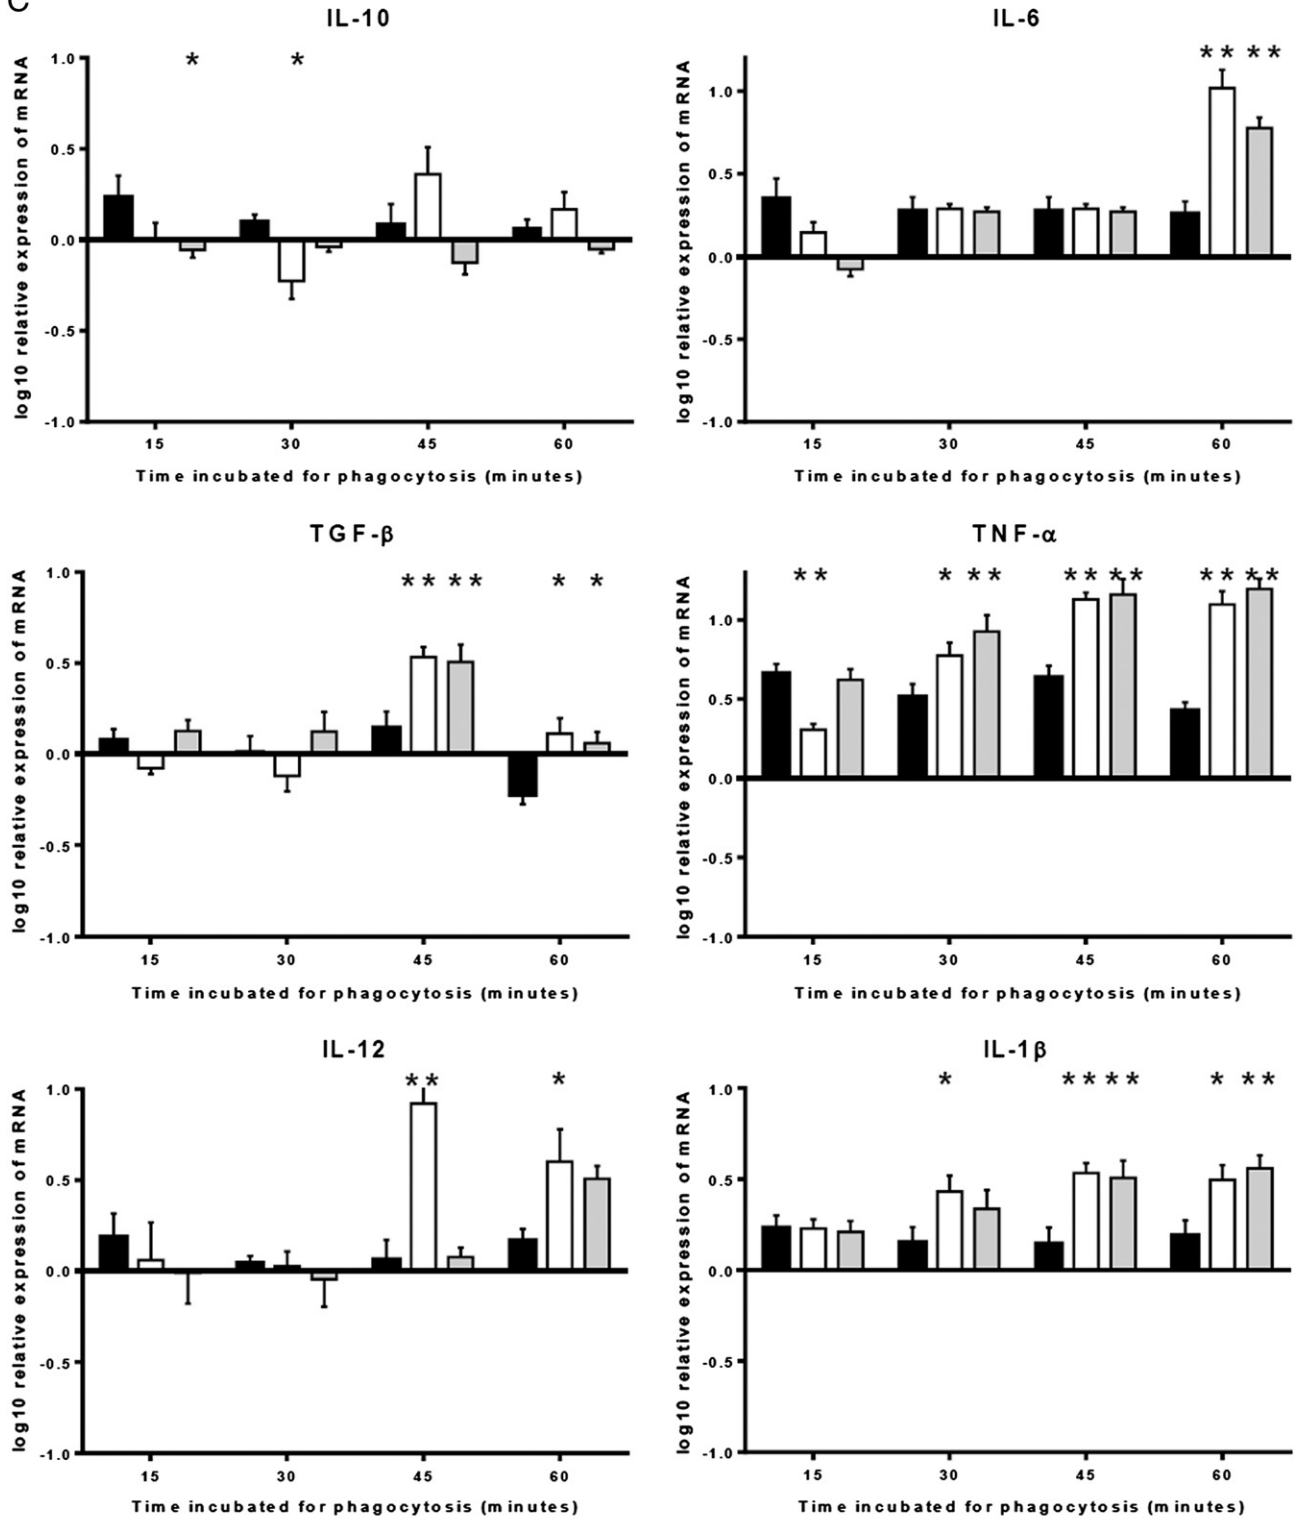 C
IL-10
log10 relative expression of mRNA
1.0
0.5
0.0
-0.5
-1.0
* *
15 30 45 60
Time incubated for phagocytosis (minutes)
IL-6
log10 relative expression of mRNA
1.0
0.5
0.0
-0.5
-1.0
** **
15 30 45 60
Time incubated for phagocytosis (minutes)
TGF-β
log10 relative expression of mRNA
1.0
0.5
0.0
-0.5
-1.0
** ** * *
15 30 45 60
Time incubated for phagocytosis (minutes)
TNF-α
log10 relative expression of mRNA
1.0
0.5
0.0
-0.5
-1.0
** * ** ** ** ** **
15 30 45 60
Time incubated for phagocytosis (minutes)
IL-12
log10 relative expression of mRNA
1.0
0.5
0.0
-0.5
-1.0
** *
15 30 45 60
Time incubated for phagocytosis (minutes)
IL-1β
log10 relative expression of mRNA
1.0
0.5
0.0
-0.5
-1.0
* ** ** * **
15 30 45 60
Time incubated for phagocytosis (minutes)